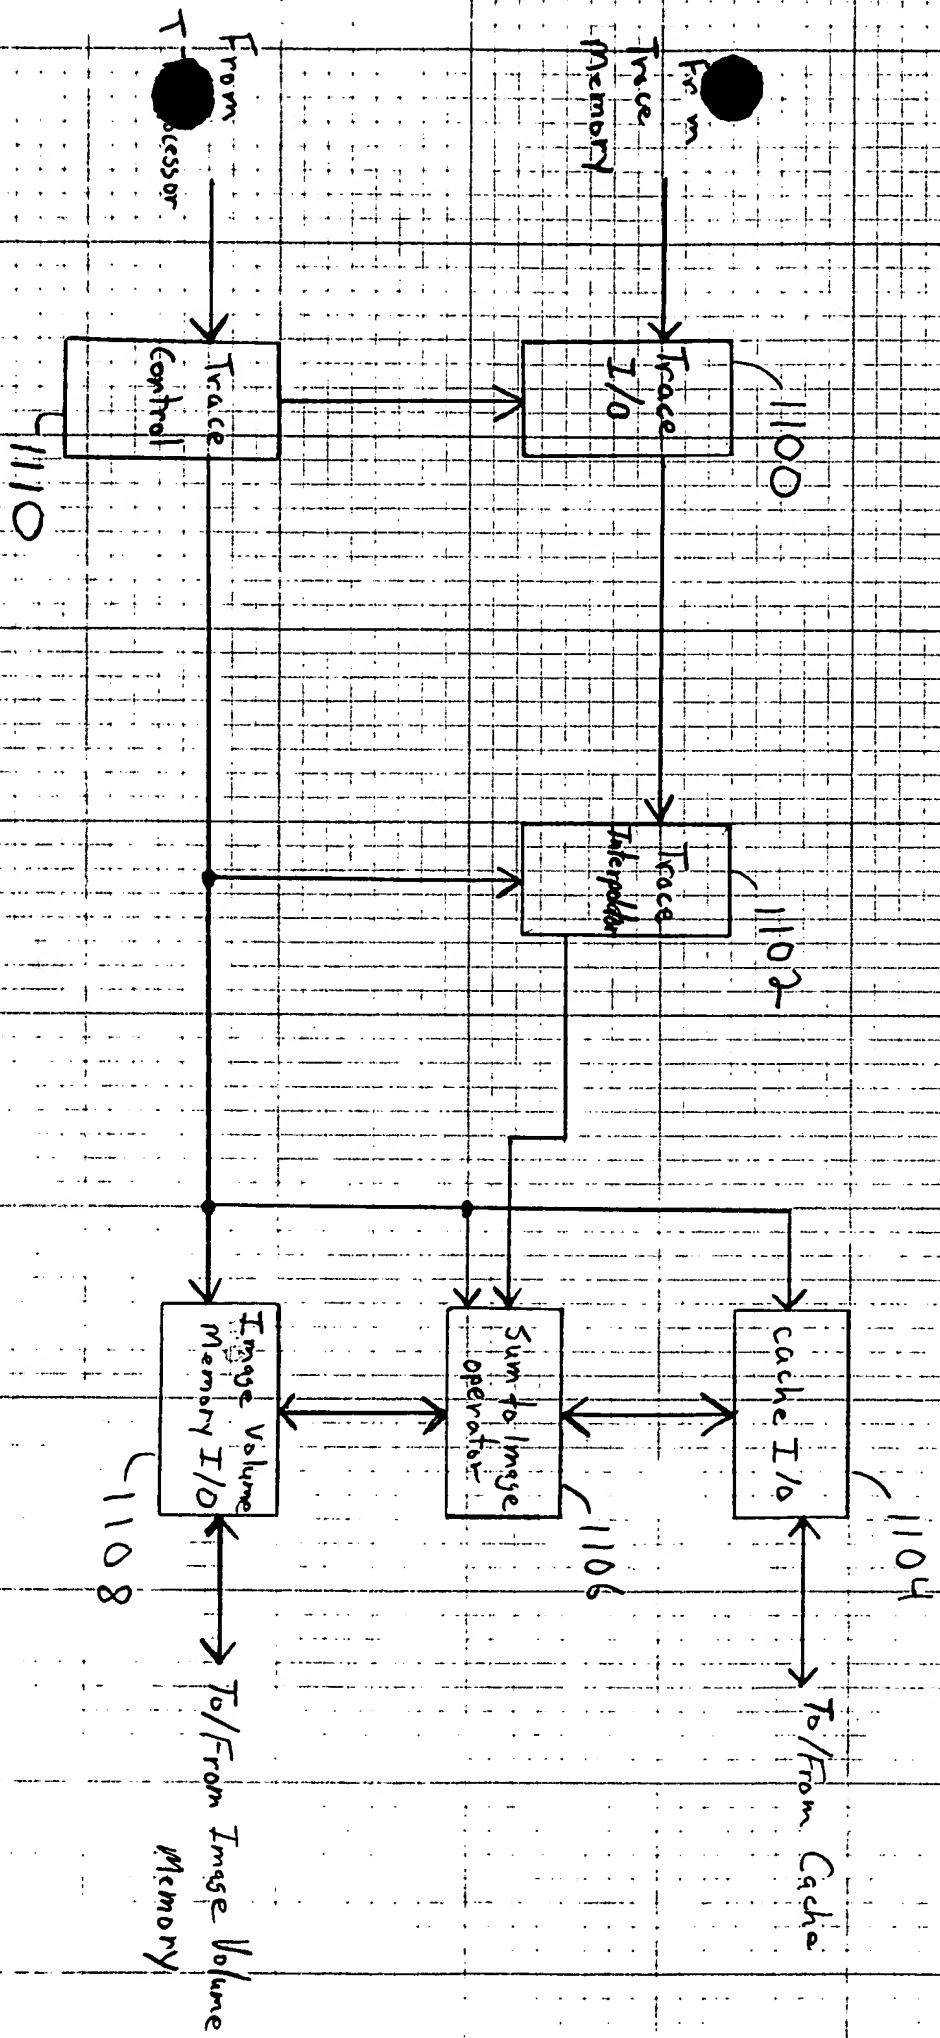 From
Trace
Memory
1100
Trace
I/O
1102
Trace
Interpolator
1104
Cache I/O
To/From Cache
1106
Sum to Image
operator
From
Trace
Control
1110
Image Volume
Memory I/O
1108
To/From Image Volume
Memory